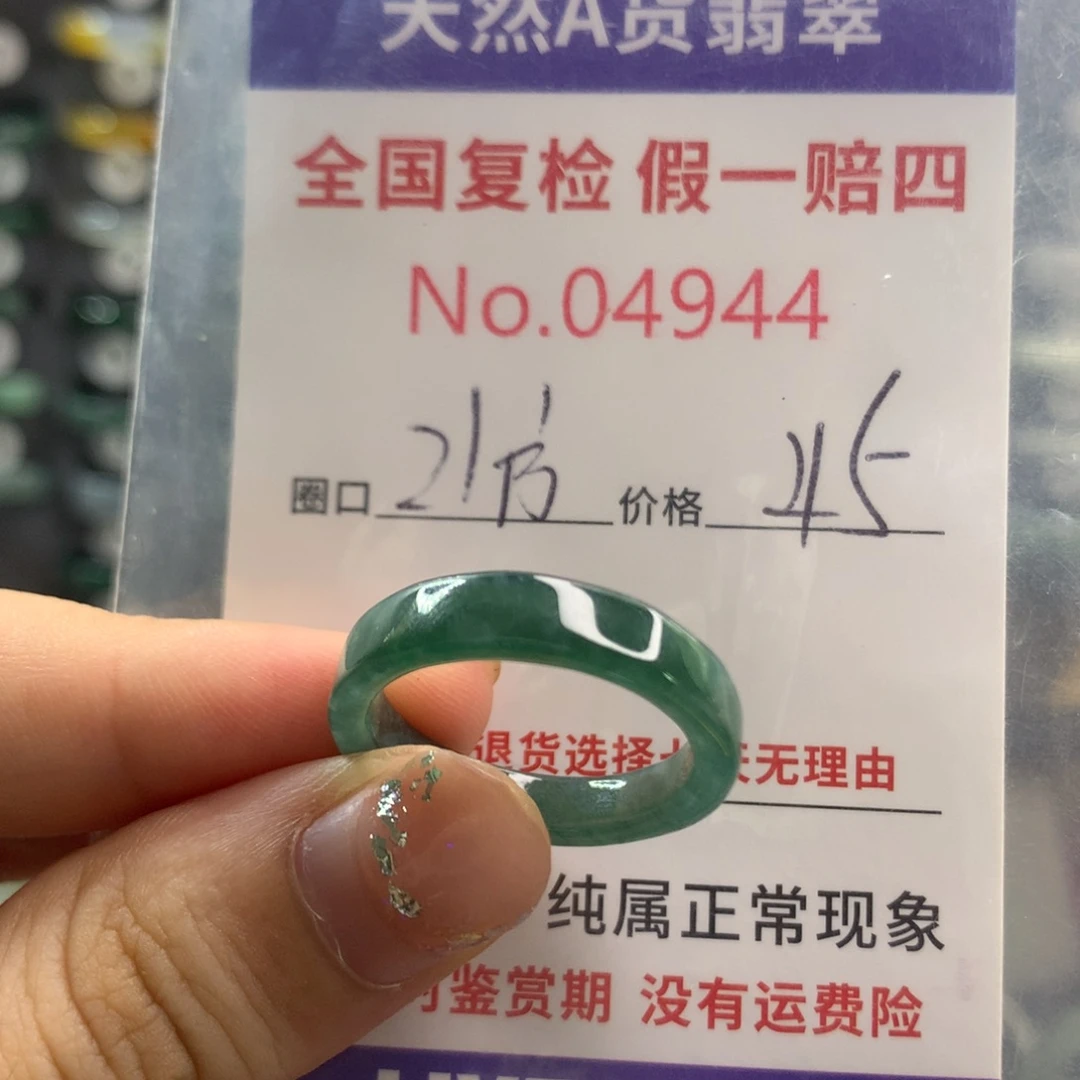 天然A货翡翠
全国复检 假一赔四
No.04944
圈口 21 价格 45
退货选择七天无理由
纯属正常现象
鉴赏期 没有运费险